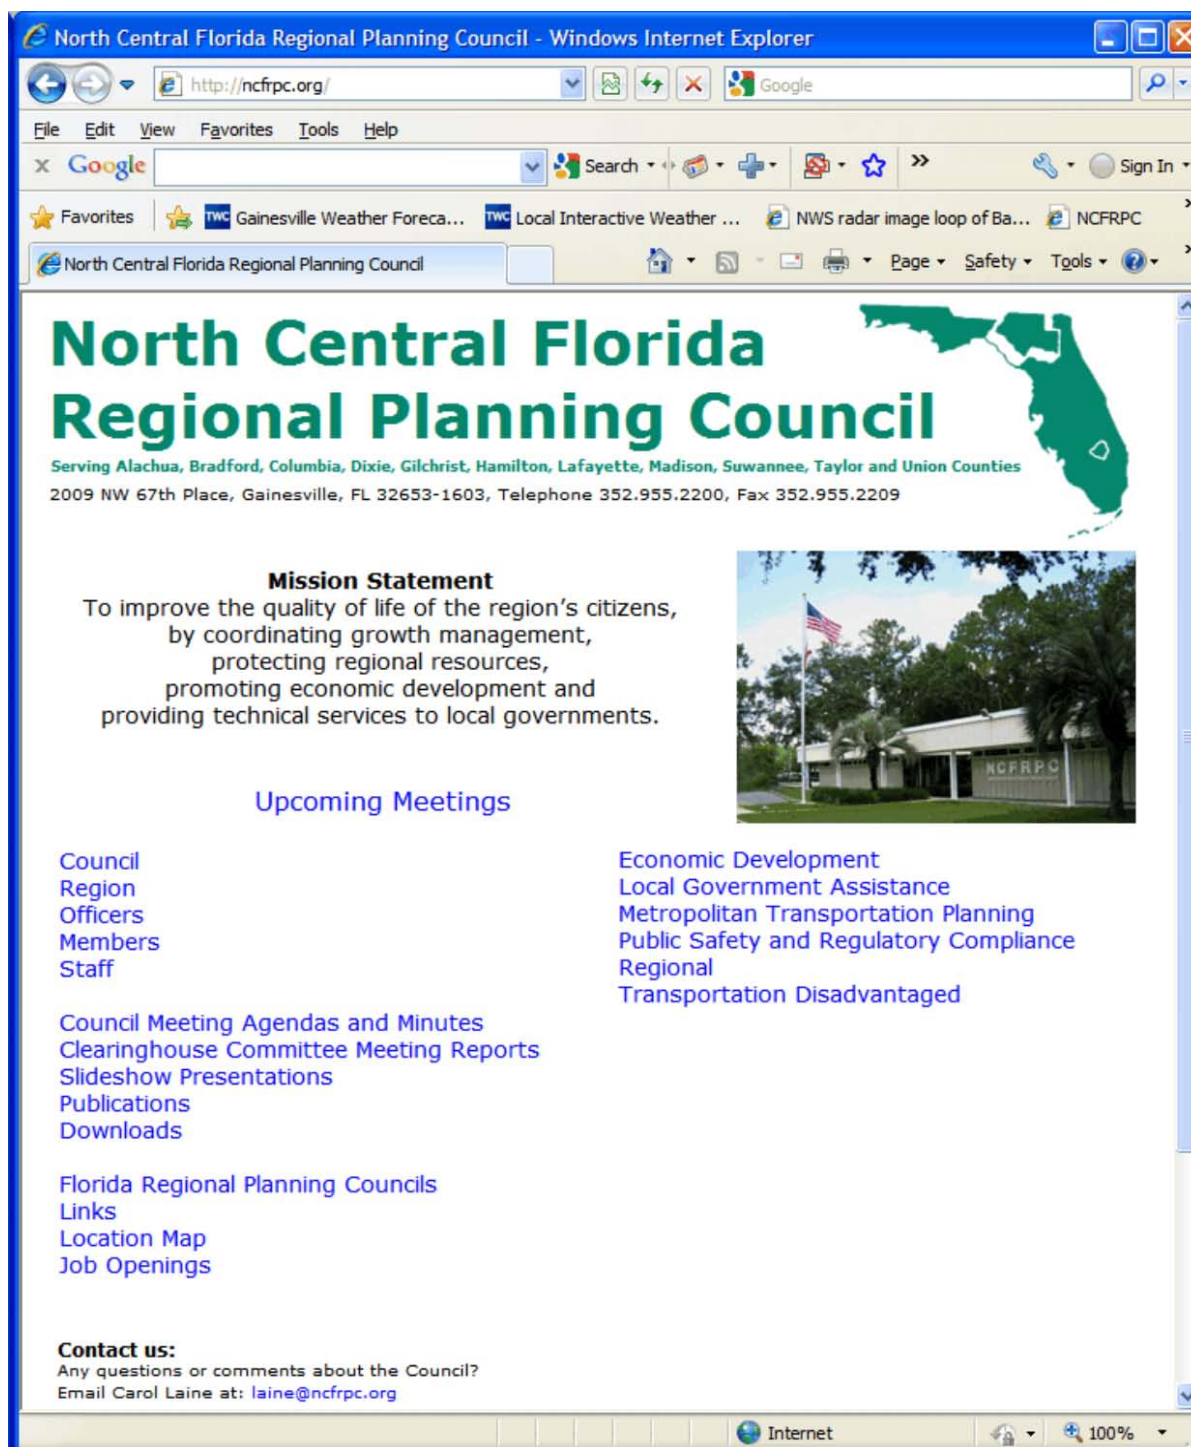 North Central Florida Regional Planning Council - Windows Internet Explorer
http://ncfrpc.org/
Google
File Edit View Favorites Tools Help
x Google Search Sign In
Favorites TWC Gainesville Weather Foreca... TWC Local Interactive Weather ... NWS radar image loop of Ba... NCFRPC
North Central Florida Regional Planning Council Page Safety Tools
North Central Florida
Regional Planning Council
Serving Alachua, Bradford, Columbia, Dixie, Gilchrist, Hamilton, Lafayette, Madison, Suwannee, Taylor and Union Counties
2009 NW 67th Place, Gainesville, FL 32653-1603, Telephone 352.955.2200, Fax 352.955.2209
Mission Statement
To improve the quality of life of the region's citizens,
by coordinating growth management,
protecting regional resources,
promoting economic development and
providing technical services to local governments.
NCFRPC
Upcoming Meetings
Council
Region
Officers
Members
Staff
Council Meeting Agendas and Minutes
Clearinghouse Committee Meeting Reports
Slideshow Presentations
Publications
Downloads
Florida Regional Planning Councils
Links
Location Map
Job Openings
Economic Development
Local Government Assistance
Metropolitan Transportation Planning
Public Safety and Regulatory Compliance
Regional
Transportation Disadvantaged
Contact us:
Any questions or comments about the Council?
Email Carol Laine at: laine@ncfrpc.org
Internet 100%